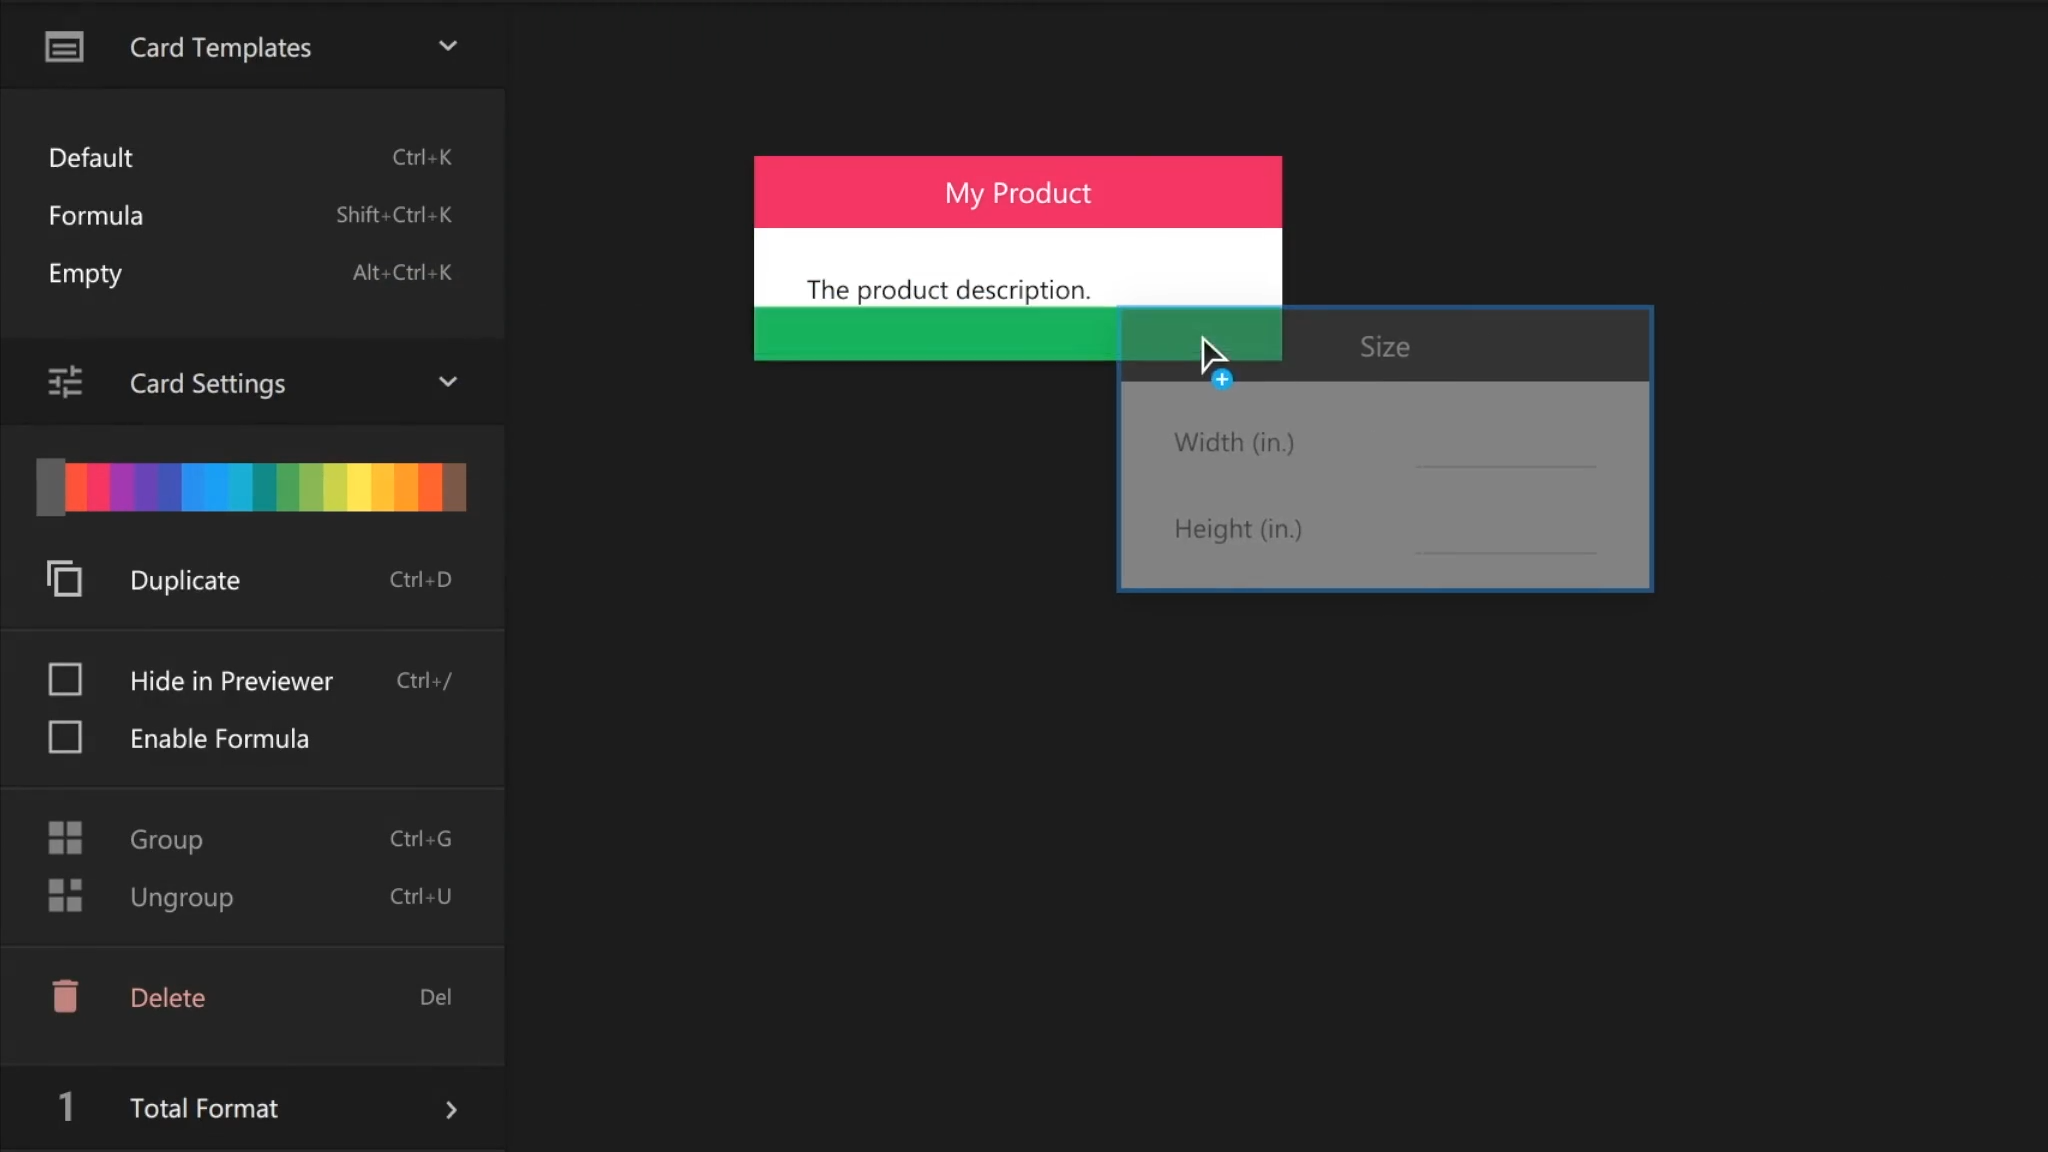 Card Templates
Default Ctrl+K
Formula Shift+Ctrl+K
Empty Alt+Ctrl+K
Card Settings
Duplicate Ctrl+D
Hide in Previewer Ctrl+/
Enable Formula
Group Ctrl+G
Ungroup Ctrl+U
Delete Del
1 Total Format
My Product
The product description.
Size
Width (in.)
Height (in.)